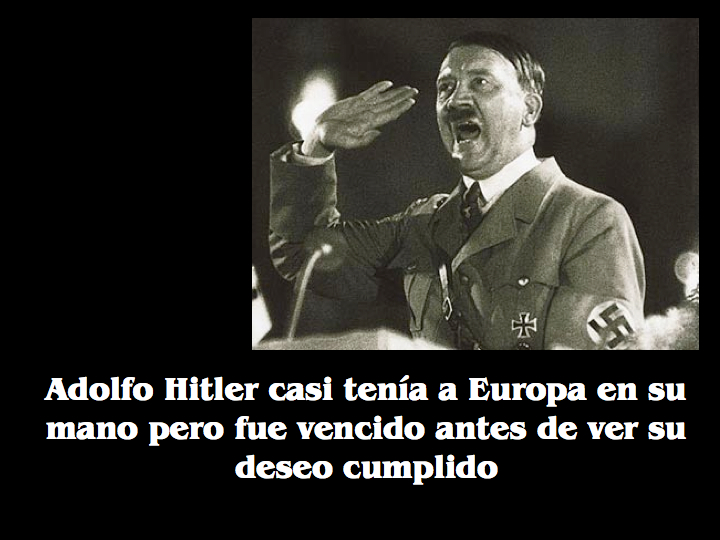 Adolfo Hitler casi tenía a Europa en su
mano pero fue vencido antes de ver su
deseo cumplido